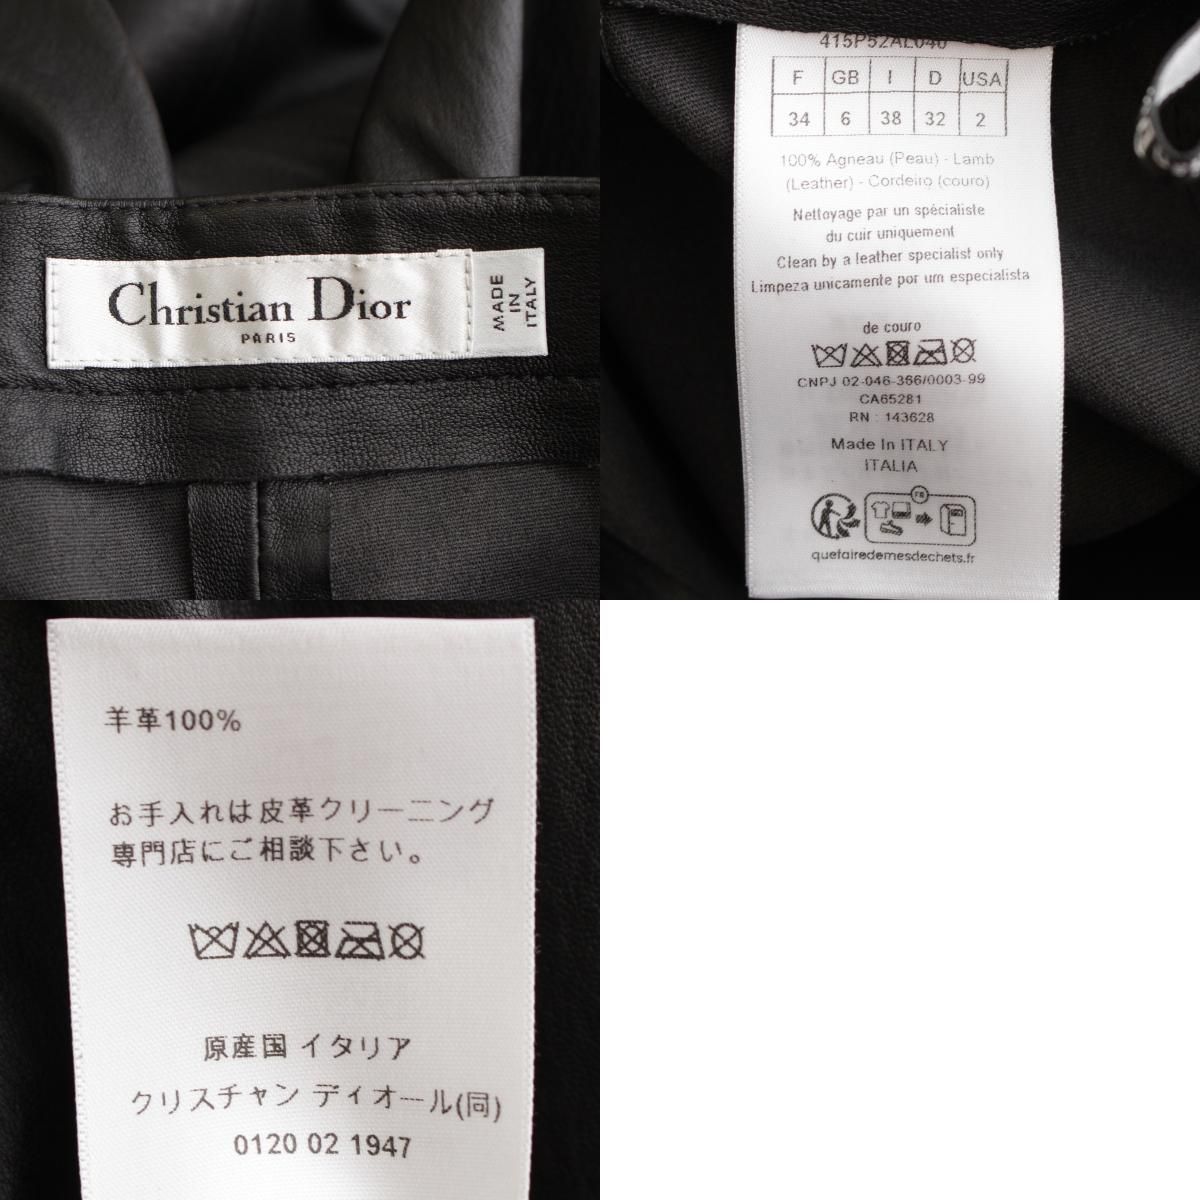 Christian Dior
PARIS
MADE
IN
ITALY
415P52AL040
F GB I D USA
34 6 38 32 2
100% Agneau (Peau) - Lamb
(Leather) - Cordeiro (couro)
Nettoyage par un spécialiste
du cuir uniquement
Clean by a leather specialist only
Limpeza unicamente por um especialista
de couro
CNPJ 02-046-366/0003-99
CA65281
RN : 143628
Made In ITALY
ITALIA
FR
quefairedemesdechets.fr
羊革100%
お手入れは皮革クリーニング
専門店にご相談下さい。
原産国 イタリア
クリスチャン ディオール(同)
0120 02 1947